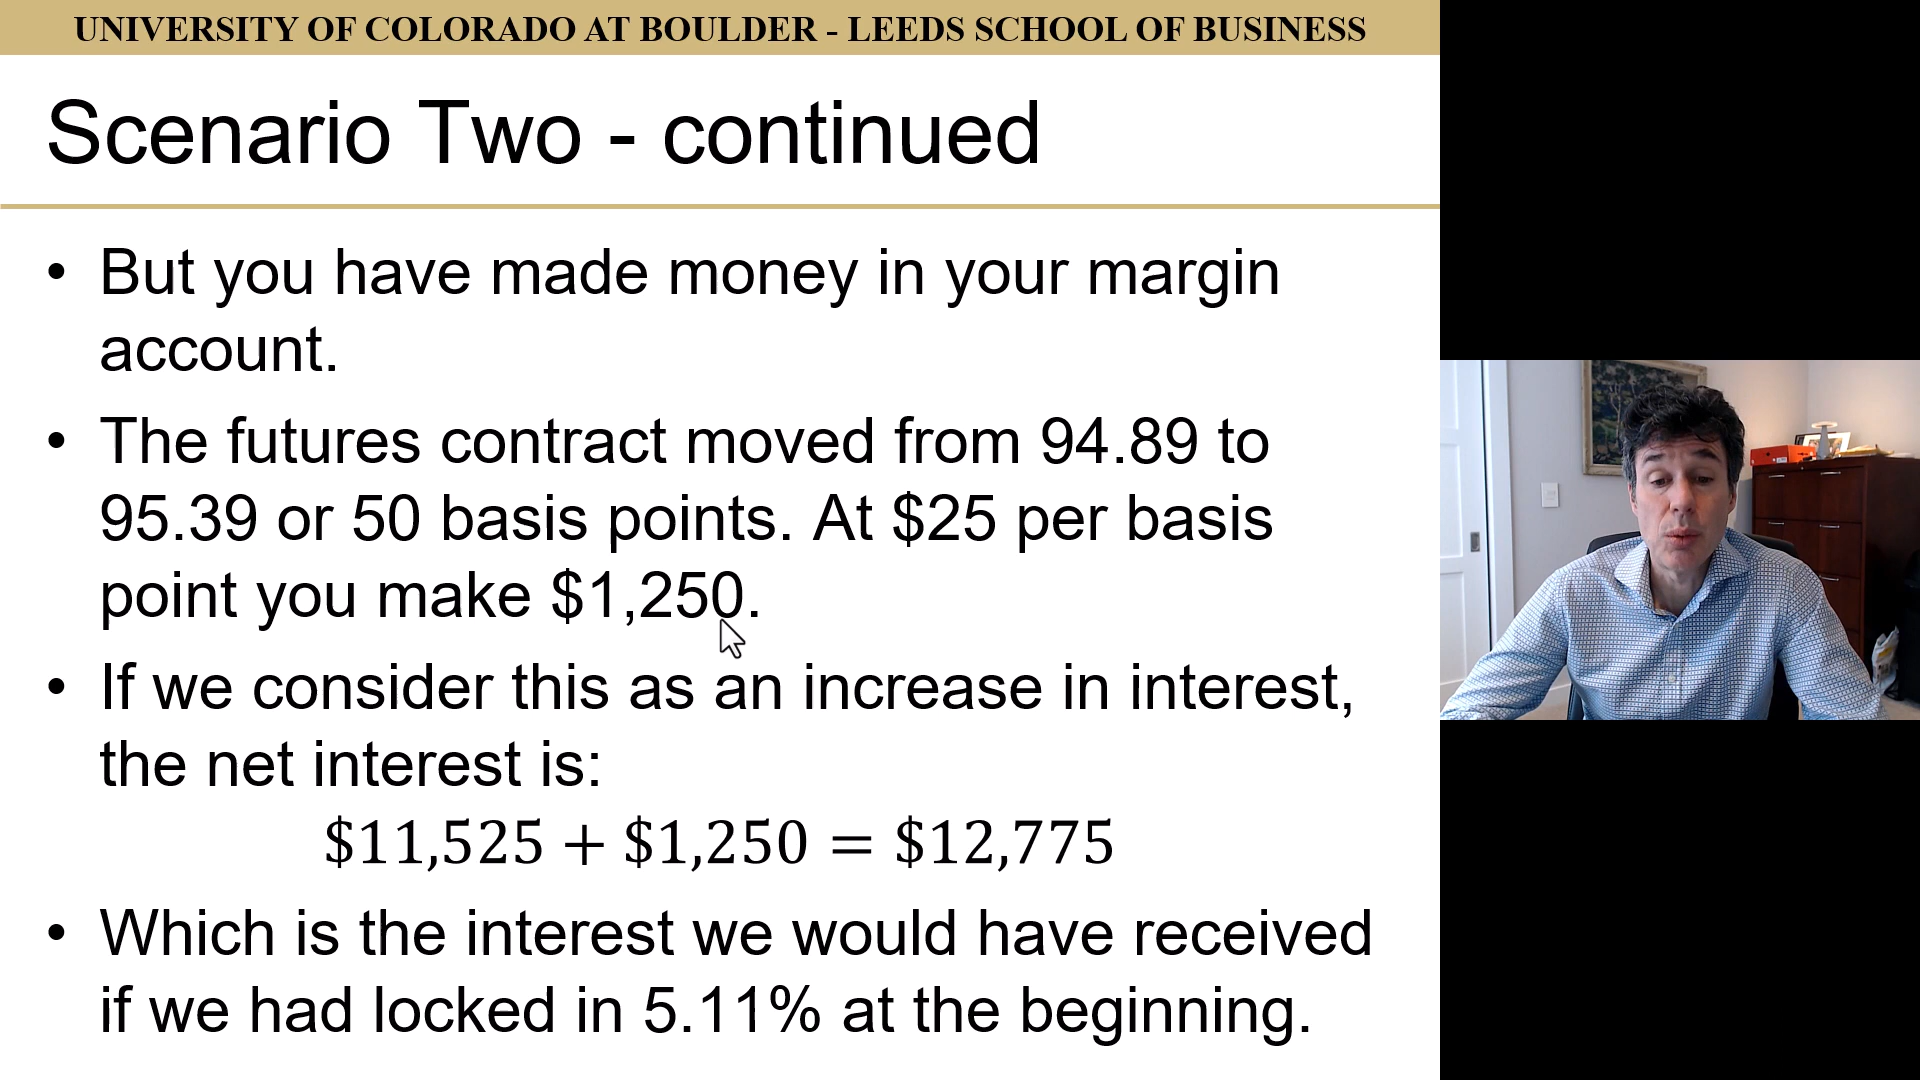 UNIVERSITY OF COLORADO AT BOULDER - LEEDS SCHOOL OF BUSINESS
Scenario Two - continued
• But you have made money in your margin
account.
• The futures contract moved from 94.89 to
95.39 or 50 basis points. At $25 per basis
point you make $1,250.
• If we consider this as an increase in interest,
the net interest is:
$11,525 + $1,250 = $12,775
• Which is the interest we would have received
if we had locked in 5.11% at the beginning.